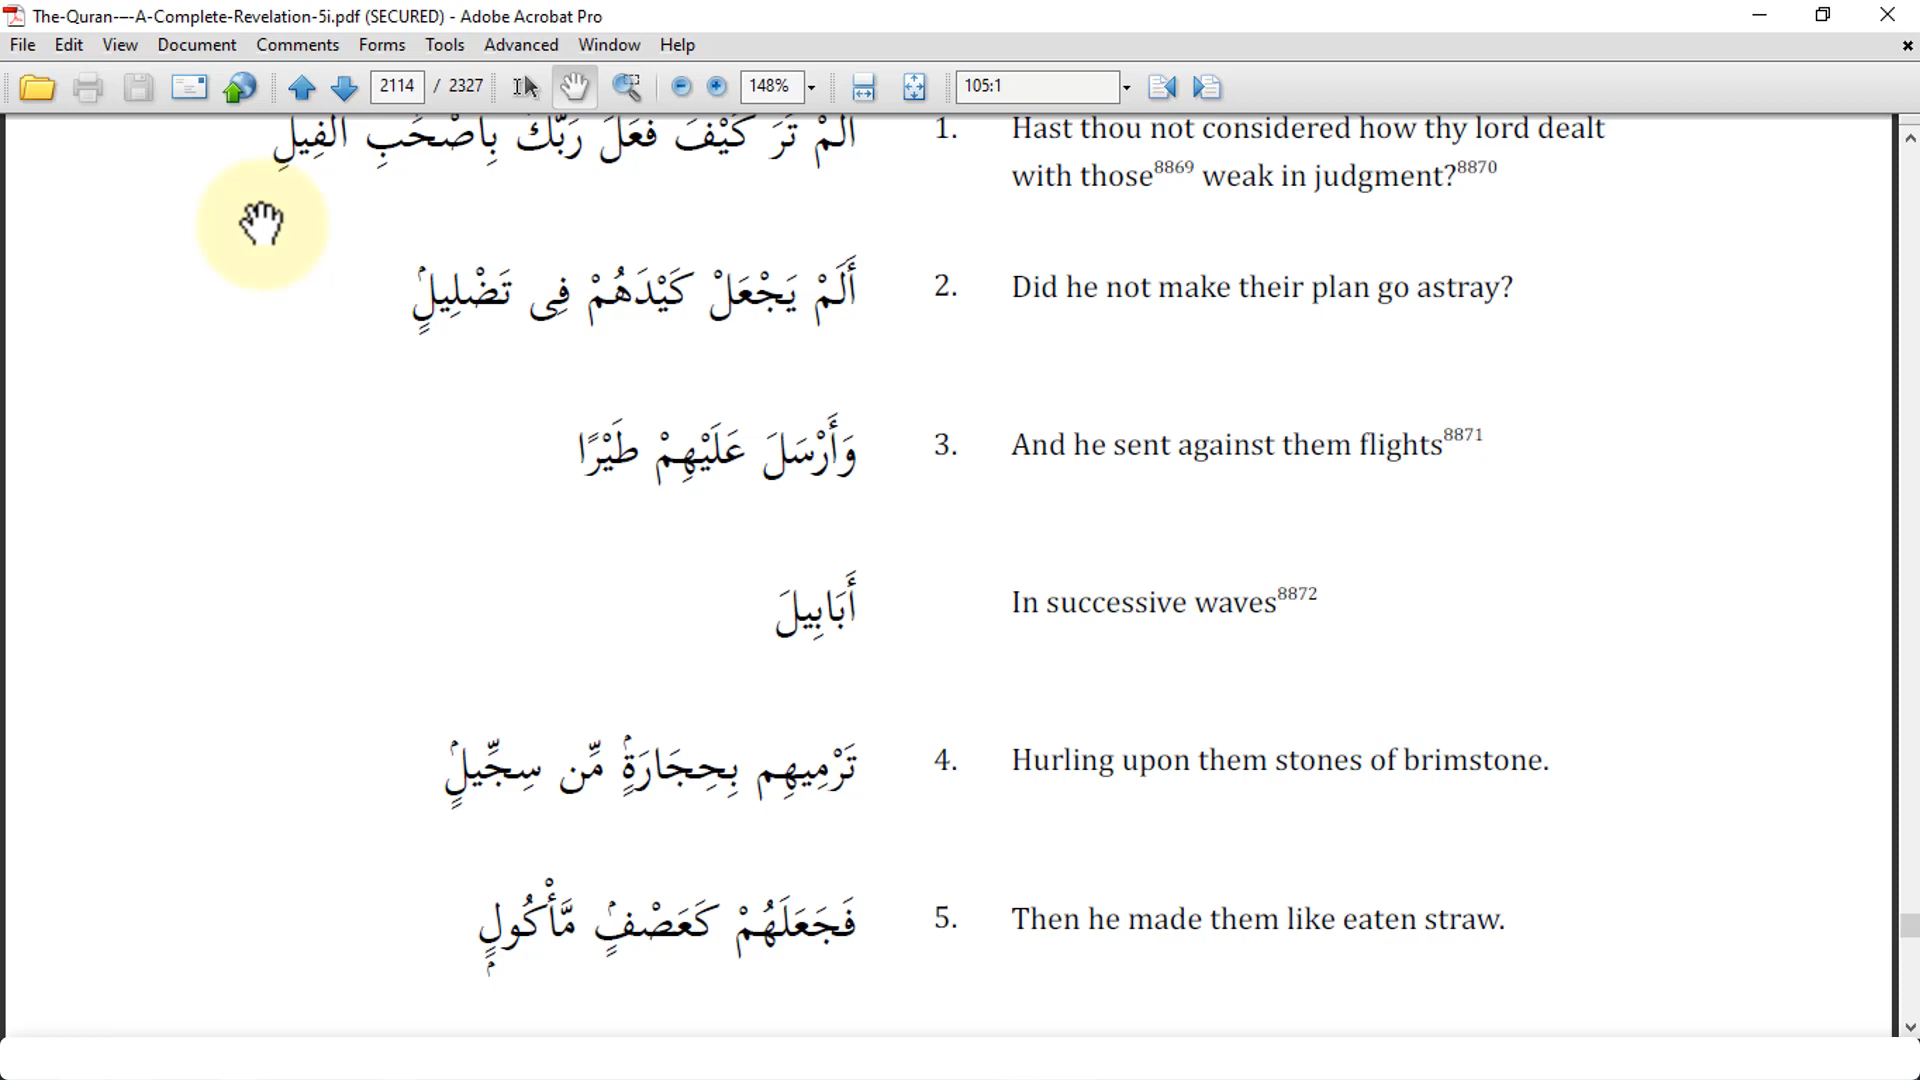 The-Quran-—-A-Complete-Revelation-5i.pdf (SECURED) - Adobe Acrobat Pro
File Edit View Document Comments Forms Tools Advanced Window Help
2114 / 2327 148% 105:1
أَلَمْ تَرَ كَيْفَ فَعَلَ رَبُّكَ بِأَصْحَٰبِ ٱلْفِيلِ
1. Hast thou not considered how thy lord dealt
with those8869 weak in judgment?8870
أَلَمْ يَجْعَلْ كَيْدَهُمْ فِى تَضْلِيلٍۢ
2. Did he not make their plan go astray?
وَأَرْسَلَ عَلَيْهِمْ طَيْرًا
3. And he sent against them flights8871
أَبَابِيلَ
In successive waves8872
تَرْمِيهِم بِحِجَارَةٍۢ مِّن سِجِّيلٍۢ
4. Hurling upon them stones of brimstone.
فَجَعَلَهُمْ كَعَصْفٍۢ مَّأْكُولٍۭ
5. Then he made them like eaten straw.